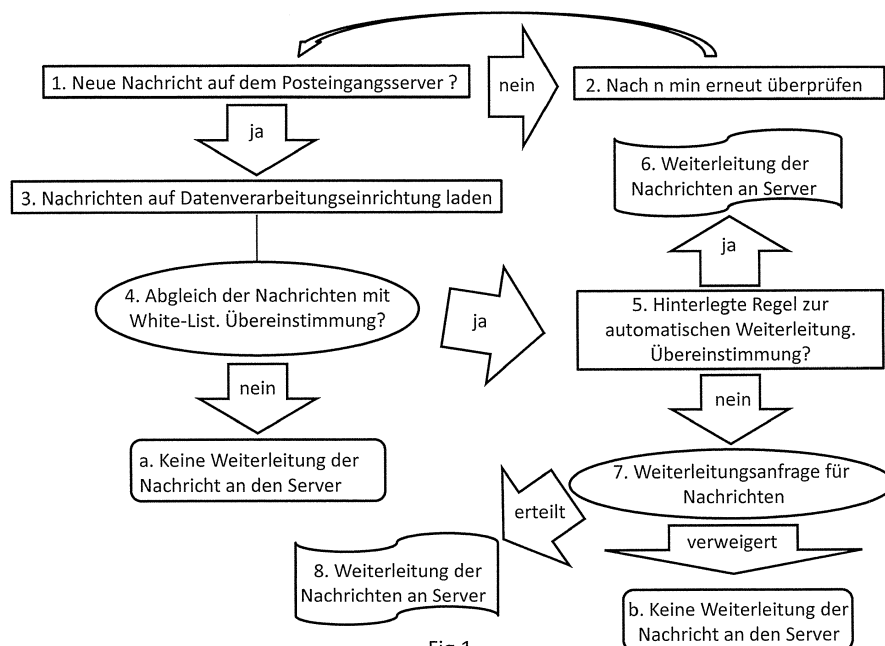 1. Neue Nachricht auf dem Posteingangsserver ?
nein
2. Nach n min erneut überprüfen
ja
3. Nachrichten auf Datenverarbeitungseinrichtung laden
6. Weiterleitung der
Nachrichten an Server
ja
4. Abgleich der Nachrichten mit
White-List. Übereinstimmung?
ja
5. Hinterlegte Regel zur
automatischen Weiterleitung.
Übereinstimmung?
nein
nein
a. Keine Weiterleitung der
Nachricht an den Server
7. Weiterleitungsanfrage für
Nachrichten
erteilt
verweigert
8. Weiterleitung der
Nachrichten an Server
b. Keine Weiterleitung der
Nachricht an den Server
Fig.1